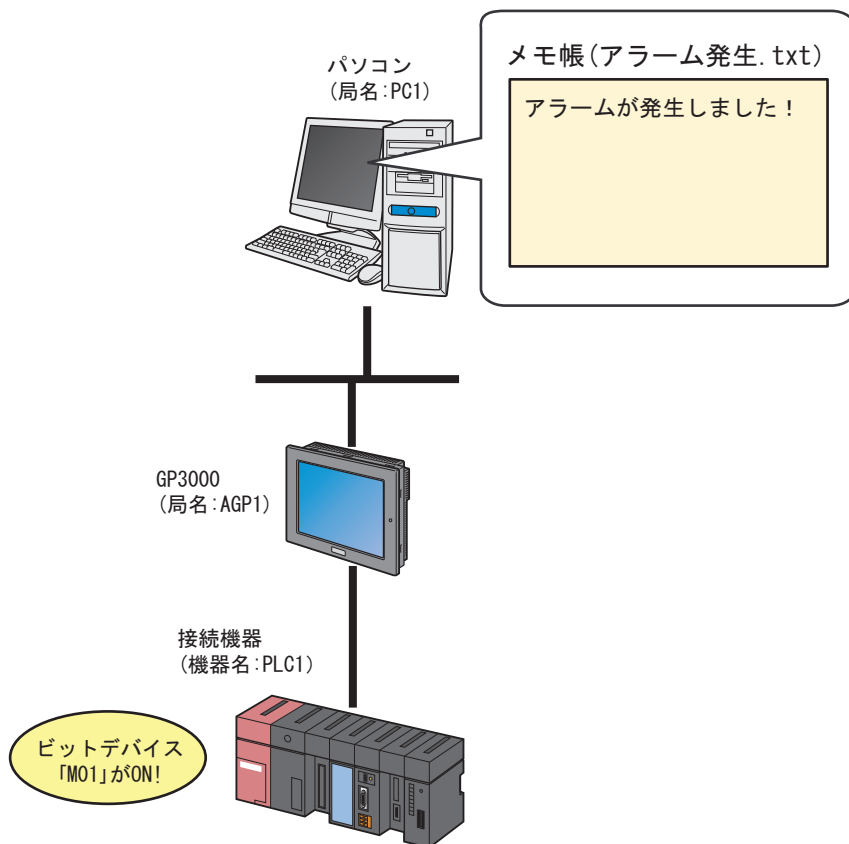 パソコン
(局名:PC1)
メモ帳(アラーム発生.txt)
アラームが発生しました!
GP3000
(局名:AGP1)
接続機器
(機器名:PLC1)
ビットデバイス
「M01」がON!